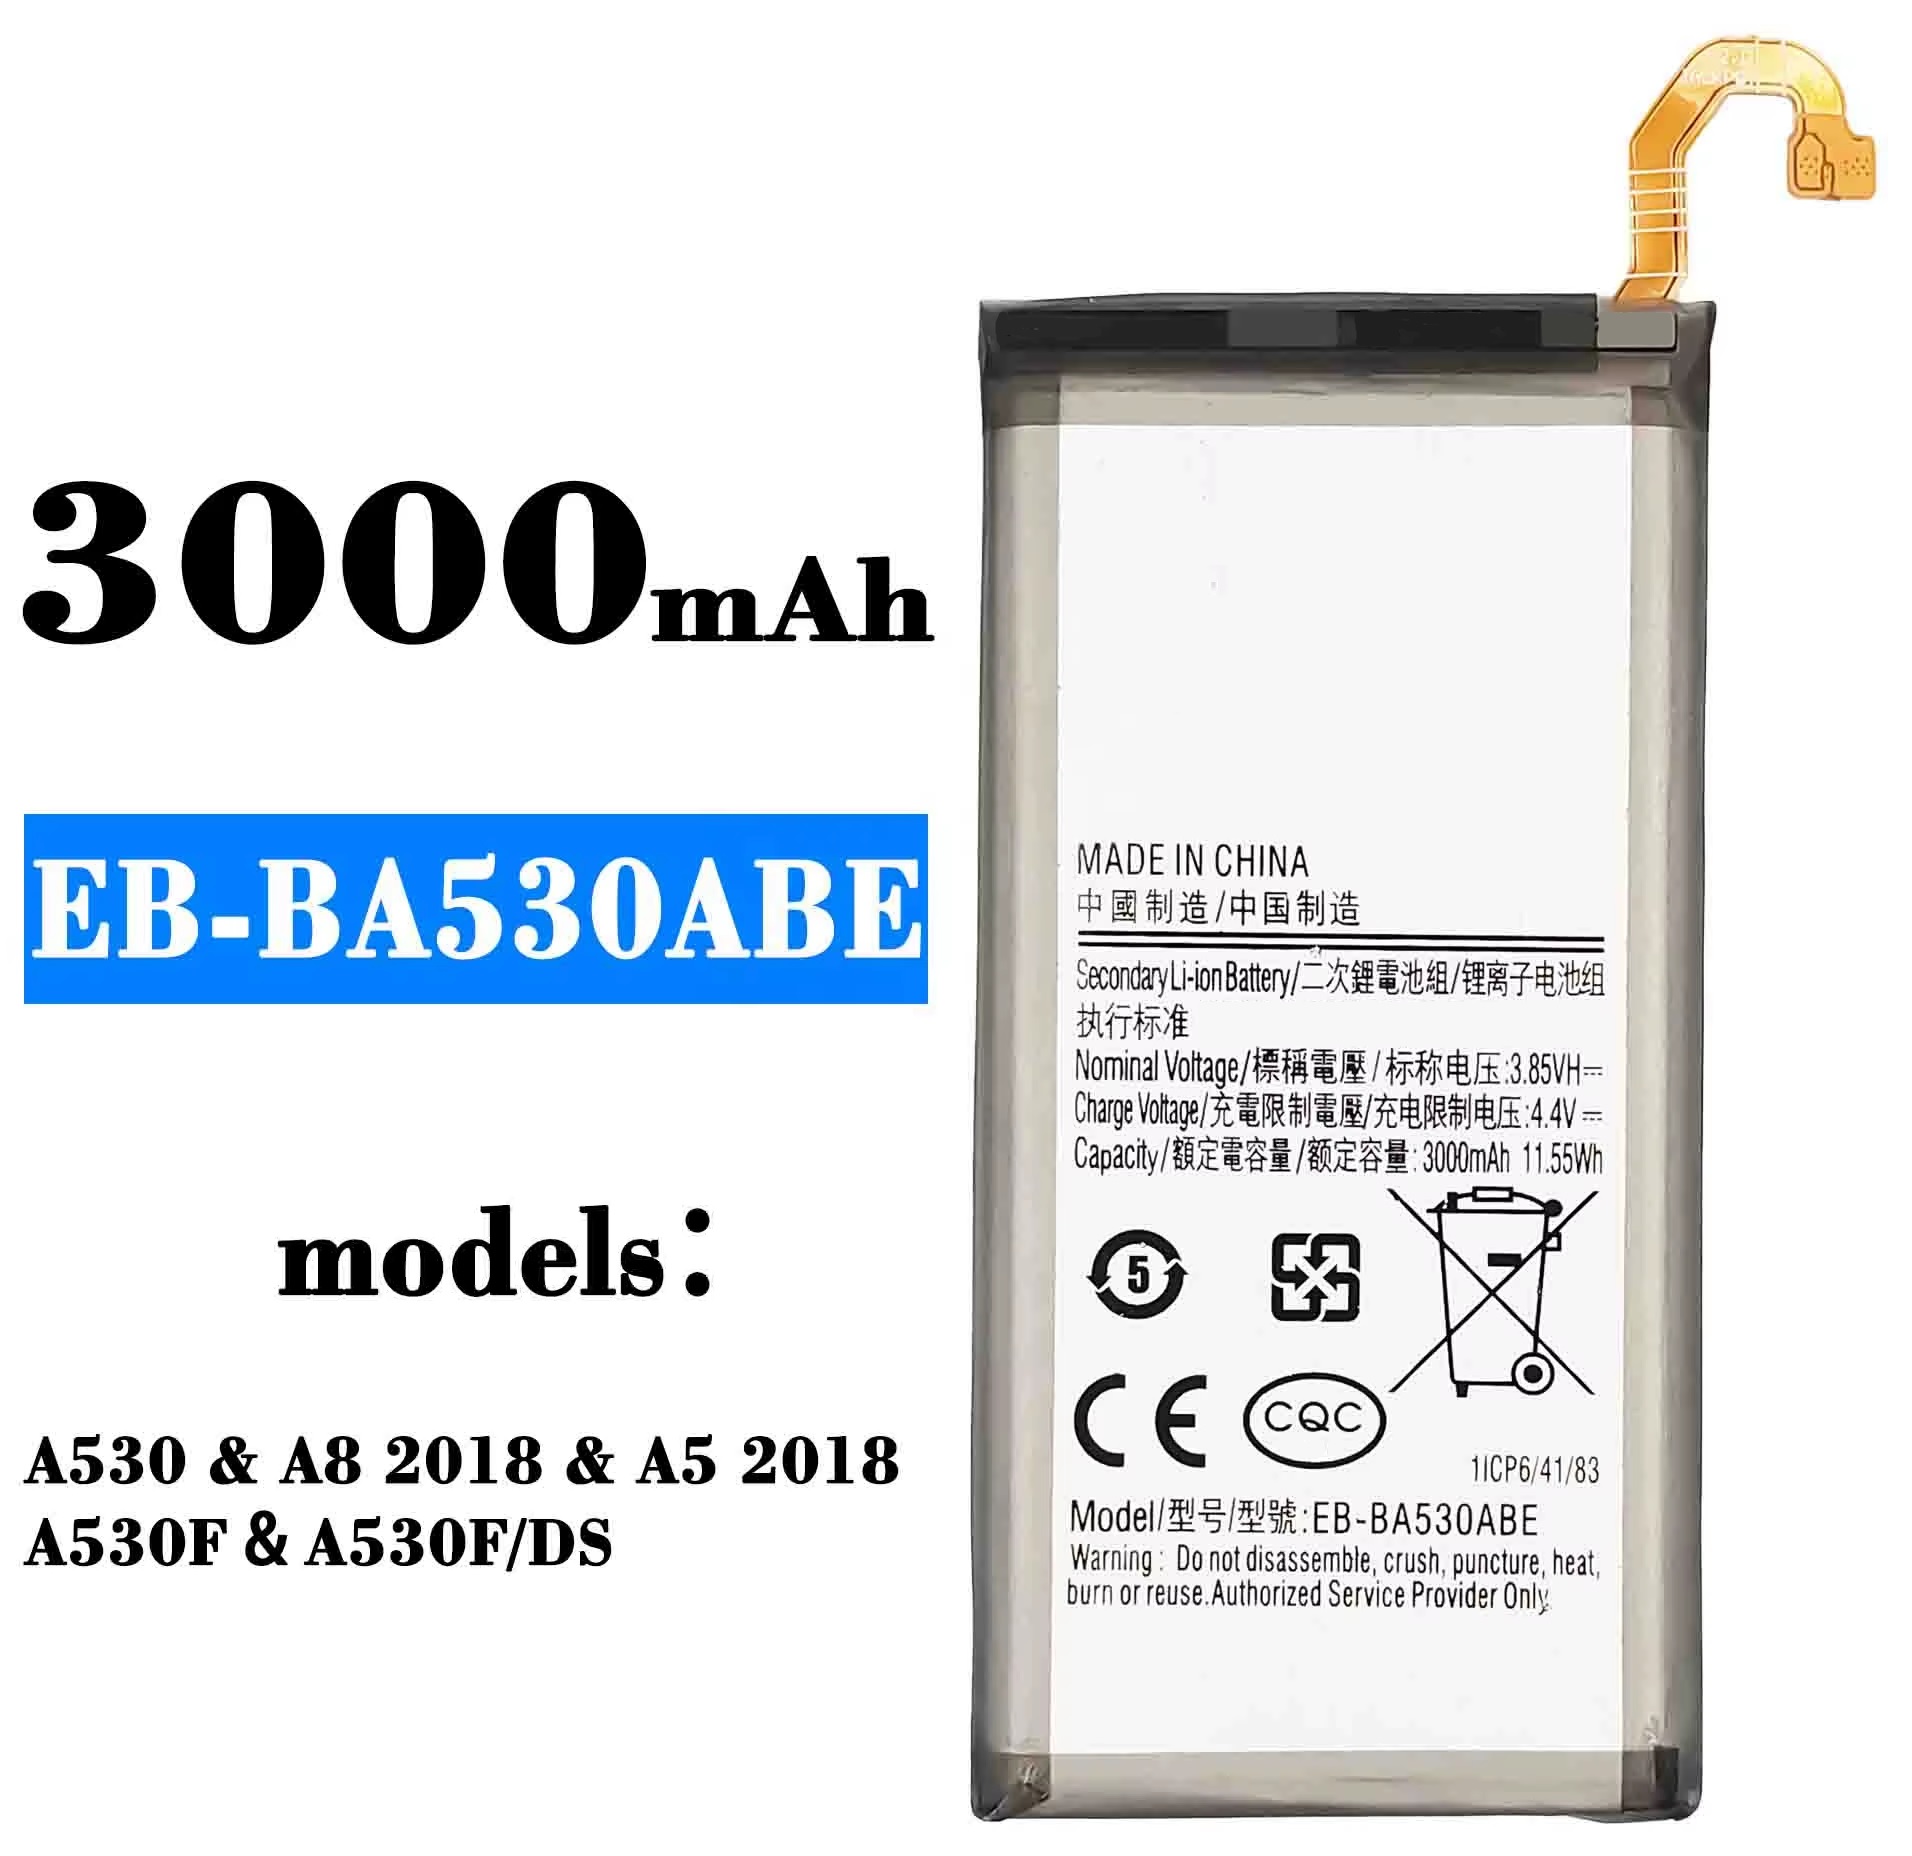 3000mAh
EB-BA530ABE
models：
A530 & A8 2018 & A5 2018
A530F & A530F/DS
MADE IN CHINA
中國制造/中国制造
Secondary Li-ion Battery/二次鋰電池組/锂离子电池组
执行标准
Nominal Voltage/標稱電壓/标称电压:3.85VH⎓
Charge Voltage/充電限制電壓/充电限制电压:4.4V⎓
Capacity/額定電容量/额定容量:3000mAh 11.55Wh
5
CE
CQC
1ICP6/41/83
Model/型号/型號:EB-BA530ABE
Warning: Do not disassemble, crush, puncture, heat,
burn or reuse.Authorized Service Provider Only.